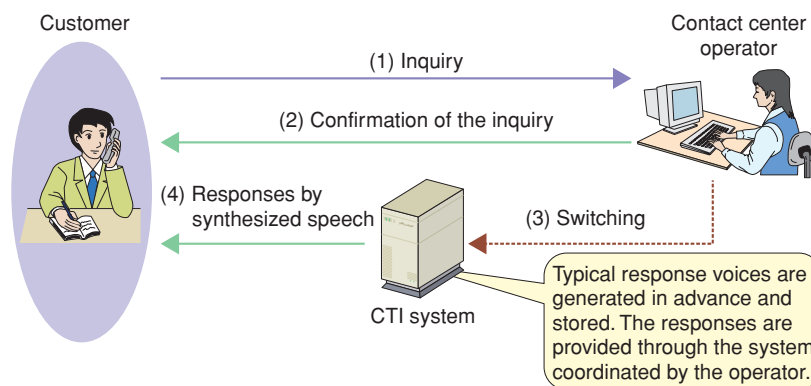 Customer
Contact center
operator
(1) Inquiry
(2) Confirmation of the inquiry
(4) Responses by
synthesized speech
(3) Switching
CTI system
Typical response voices are
generated in advance and
stored. The responses are
provided through the system
coordinated by the operator.